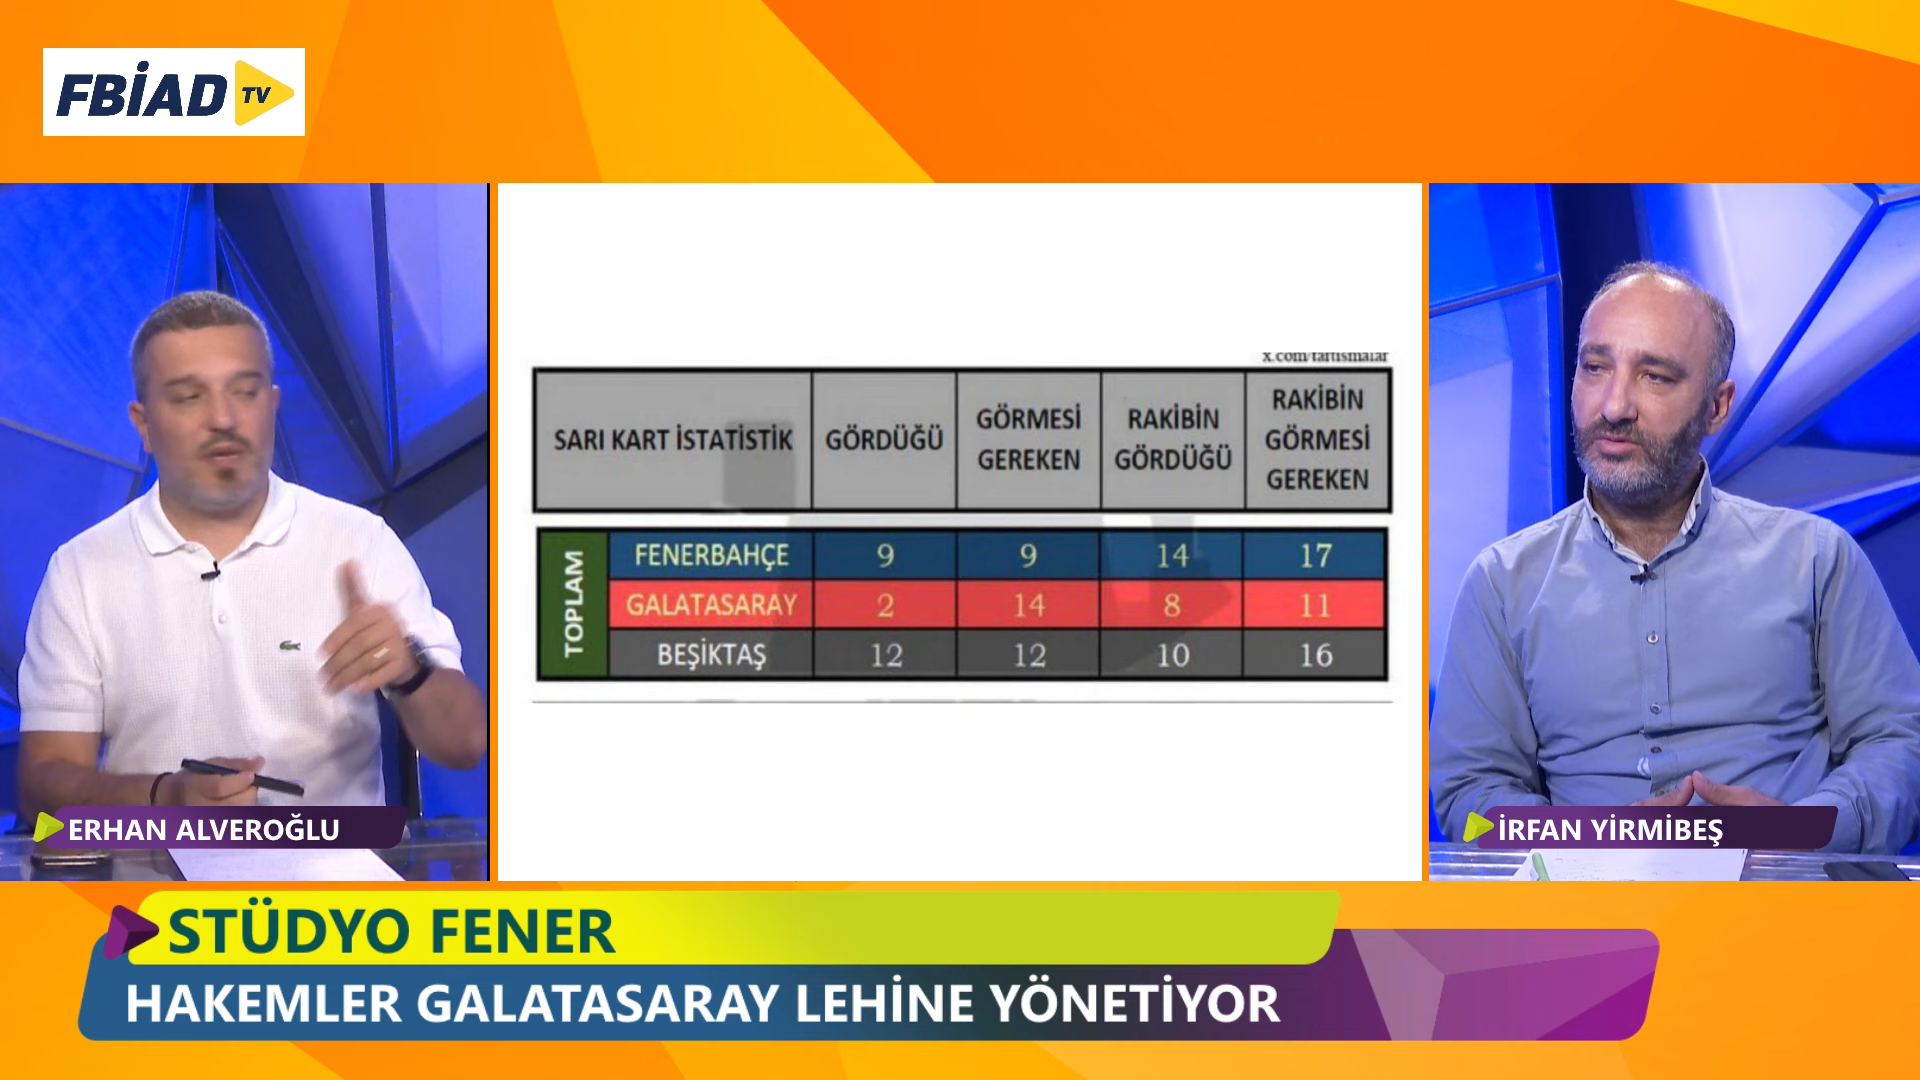 FBİAD TV
x.com/tartismalar
SARI KART İSTATİSTİK
GÖRDÜĞÜ
GÖRMESİ
GEREKEN
RAKİBİN
GÖRDÜĞÜ
RAKİBİN
GÖRMESİ
GEREKEN
TOPLAM
FENERBAHÇE 9 9 14 17
GALATASARAY 2 14 8 11
BEŞİKTAŞ 12 12 10 16
ERHAN ALVEROĞLU
İRFAN YİRMİBEŞ
STÜDYO FENER
HAKEMLER GALATASARAY LEHİNE YÖNETİYOR